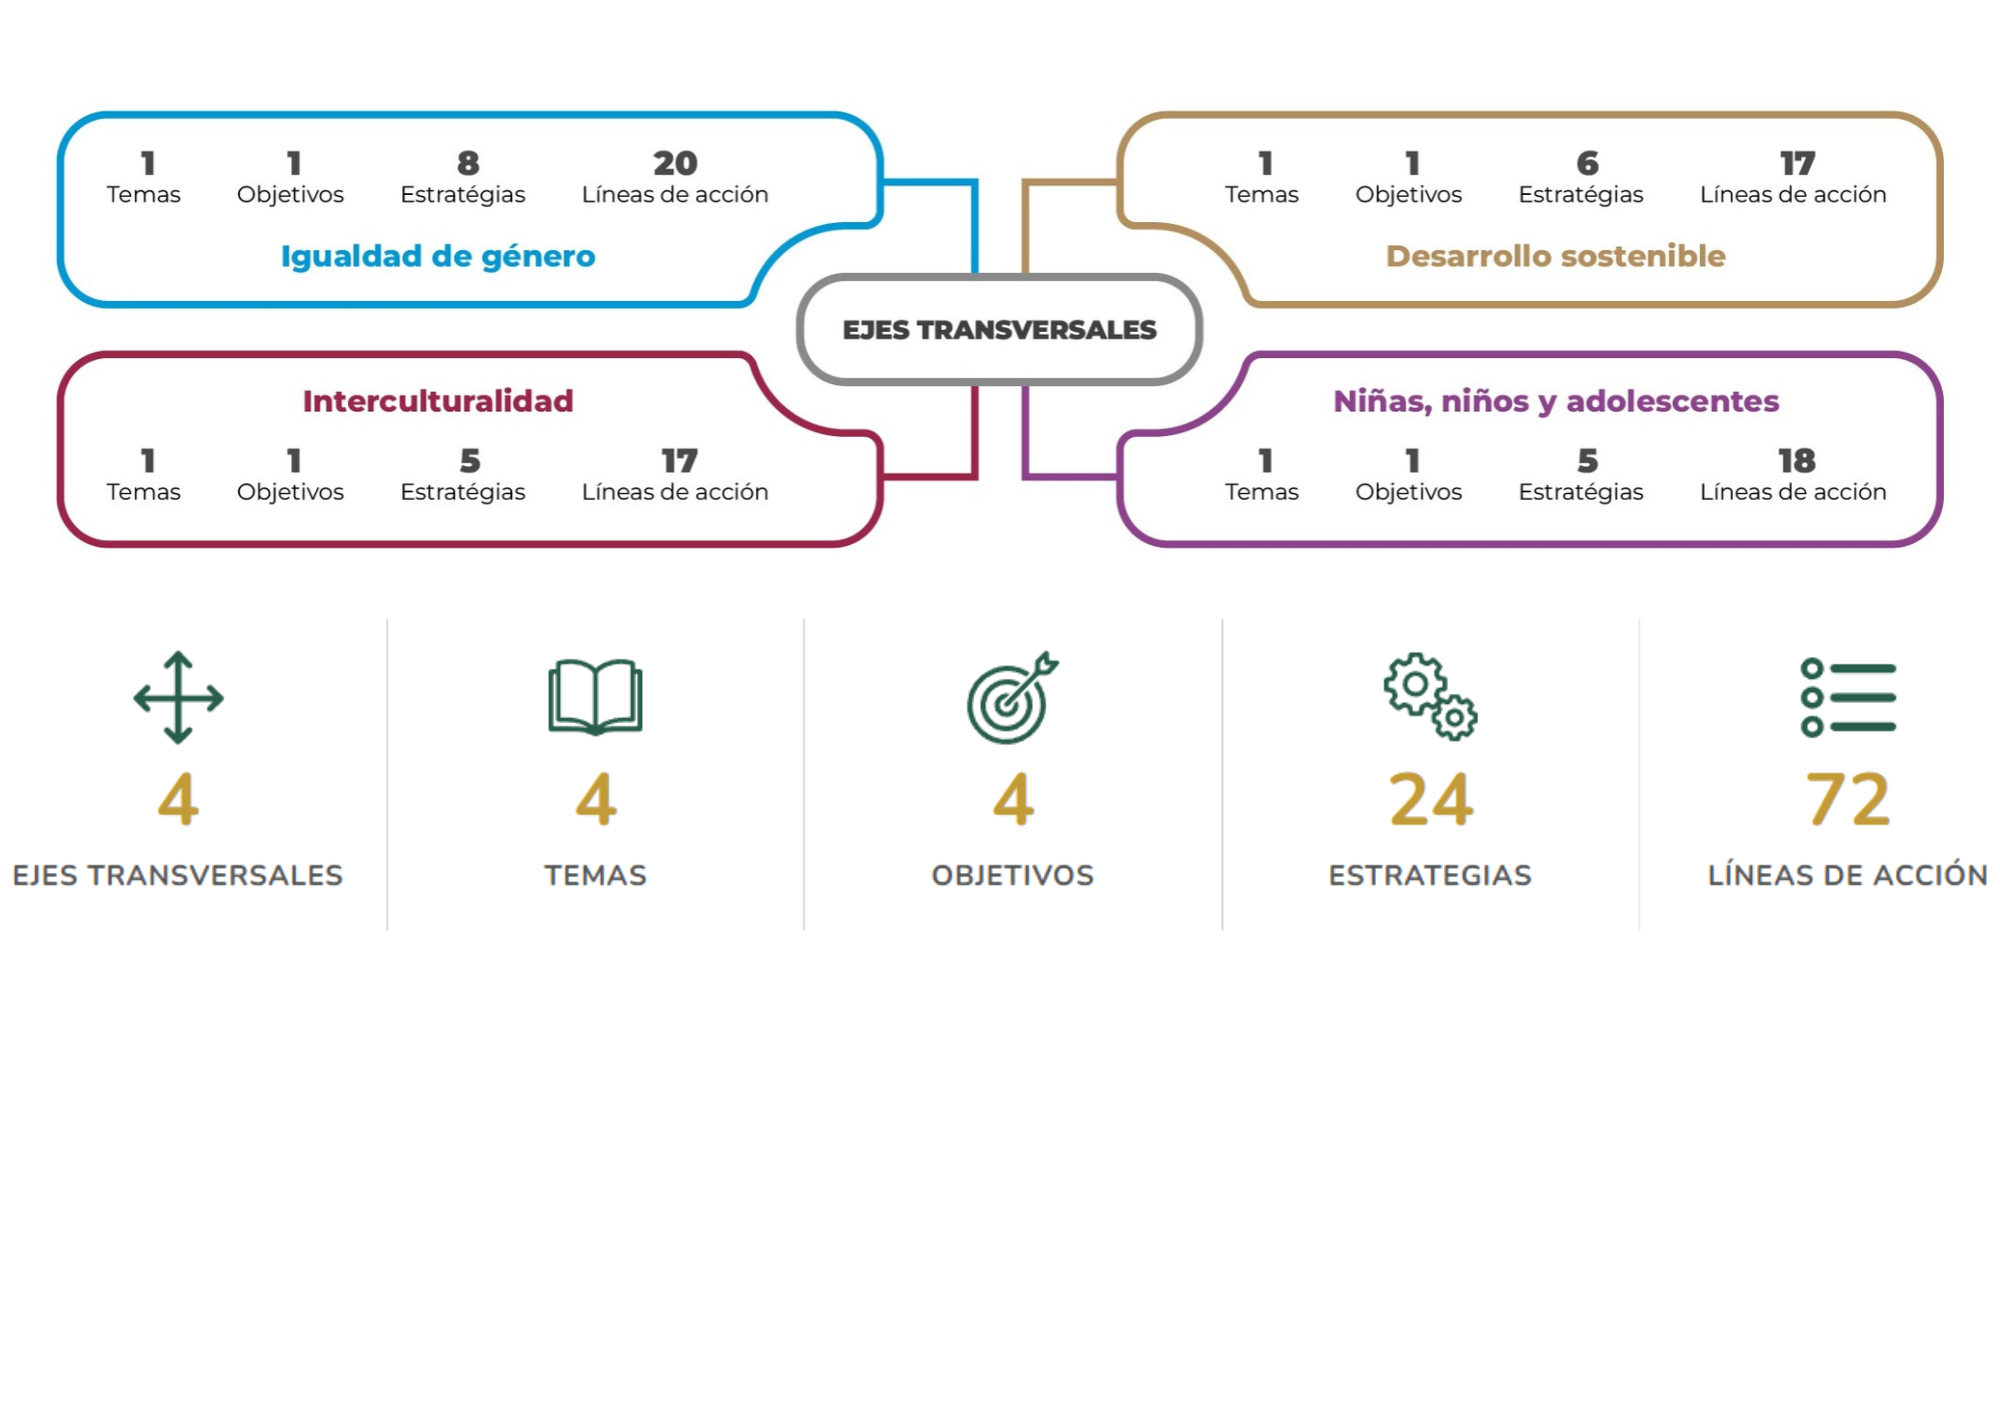 1 1 8 20
Temas Objetivos Estratégias Líneas de acción
Igualdad de género
1 1 6 17
Temas Objetivos Estratégias Líneas de acción
Desarrollo sostenible
EJES TRANSVERSALES
Interculturalidad
1 1 5 17
Temas Objetivos Estratégias Líneas de acción
Niñas, niños y adolescentes
1 1 5 18
Temas Objetivos Estratégias Líneas de acción
4 4 4 24 72
EJES TRANSVERSALES TEMAS OBJETIVOS ESTRATEGIAS LÍNEAS DE ACCIÓN